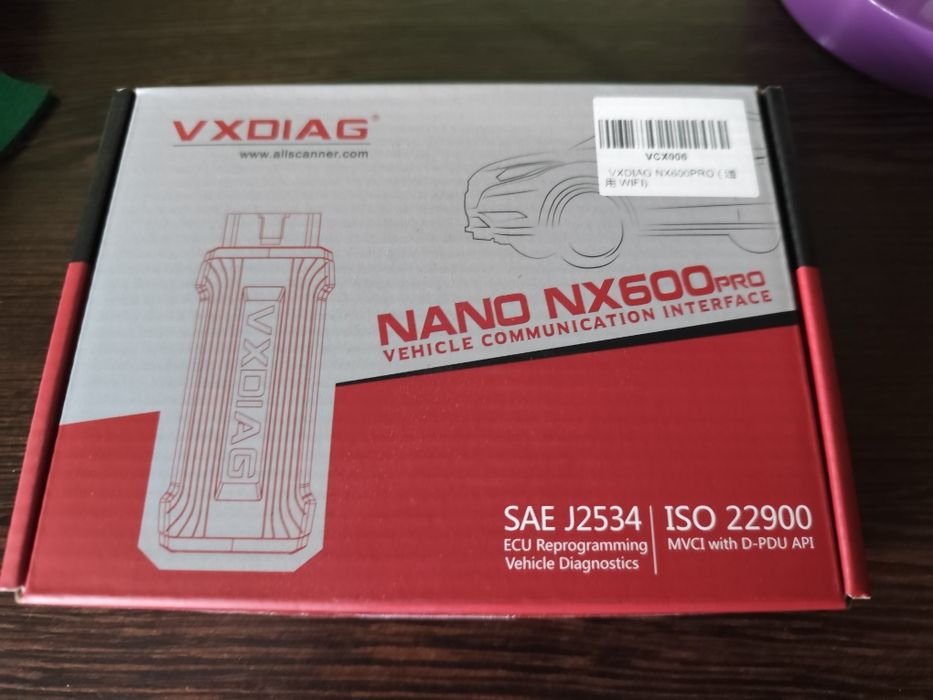 VXDIAG®
www.allscanner.com
VCX906
VXDIAG NX600PRO ( 通
用 WIFI)
NANO NX600PRO
VEHICLE COMMUNICATION INTERFACE
VXDIAG
SAE J2534
ECU Reprogramming
Vehicle Diagnostics
ISO 22900
MVCI with D-PDU API